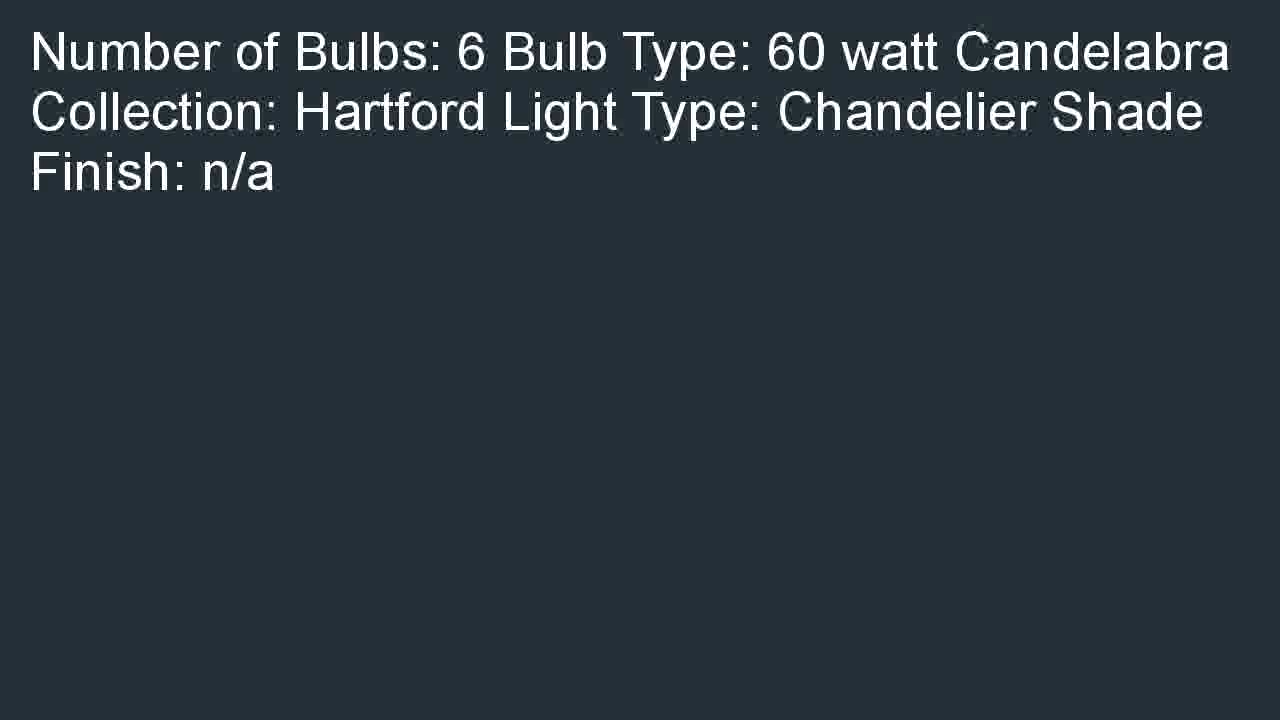 Number of Bulbs: 6 Bulb Type: 60 watt Candelabra
Collection: Hartford Light Type: Chandelier Shade
Finish: n/a